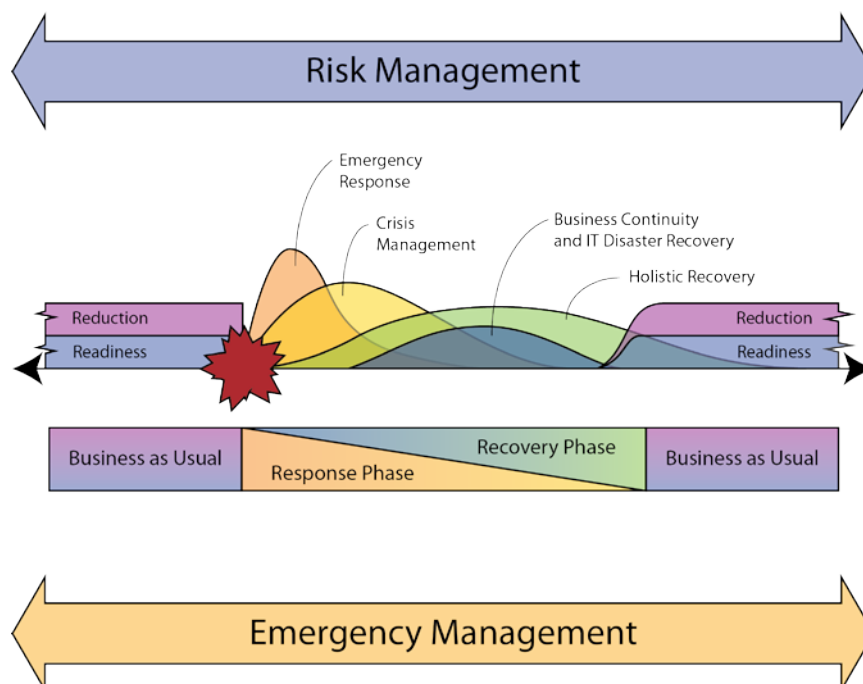 Risk Management
Emergency
Response
Crisis
Management
Business Continuity
and IT Disaster Recovery
Holistic Recovery
Reduction
Reduction
Readiness
Readiness
Business as Usual
Recovery Phase
Response Phase
Business as Usual
Emergency Management